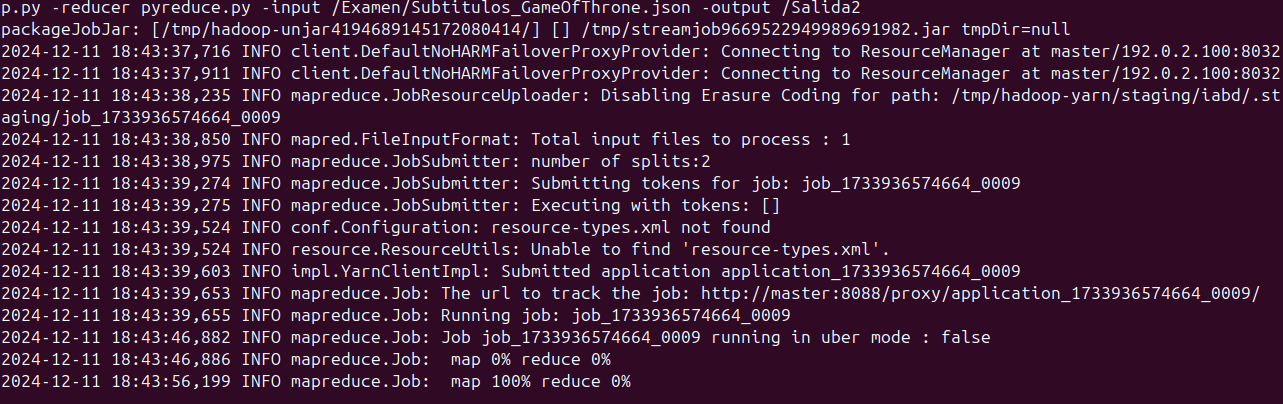 p.py -reducer pyreduce.py -input /Examen/Subtitulos_GameOfThrone.json -output /Salida2
packageJobJar: [/tmp/hadoop-unjar4194689145172080414/] [] /tmp/streamjob9669522949989691982.jar tmpDir=null
2024-12-11 18:43:37,716 INFO client.DefaultNoHARMFailoverProxyProvider: Connecting to ResourceManager at master/192.0.2.100:8032
2024-12-11 18:43:37,911 INFO client.DefaultNoHARMFailoverProxyProvider: Connecting to ResourceManager at master/192.0.2.100:8032
2024-12-11 18:43:38,235 INFO mapreduce.JobResourceUploader: Disabling Erasure Coding for path: /tmp/hadoop-yarn/staging/iabd/.st
aging/job_1733936574664_0009
2024-12-11 18:43:38,850 INFO mapred.FileInputFormat: Total input files to process : 1
2024-12-11 18:43:38,975 INFO mapreduce.JobSubmitter: number of splits:2
2024-12-11 18:43:39,274 INFO mapreduce.JobSubmitter: Submitting tokens for job: job_1733936574664_0009
2024-12-11 18:43:39,275 INFO mapreduce.JobSubmitter: Executing with tokens: []
2024-12-11 18:43:39,524 INFO conf.Configuration: resource-types.xml not found
2024-12-11 18:43:39,524 INFO resource.ResourceUtils: Unable to find 'resource-types.xml'.
2024-12-11 18:43:39,603 INFO impl.YarnClientImpl: Submitted application application_1733936574664_0009
2024-12-11 18:43:39,653 INFO mapreduce.Job: The url to track the job: http://master:8088/proxy/application_1733936574664_0009/
2024-12-11 18:43:39,655 INFO mapreduce.Job: Running job: job_1733936574664_0009
2024-12-11 18:43:46,882 INFO mapreduce.Job: Job job_1733936574664_0009 running in uber mode : false
2024-12-11 18:43:46,886 INFO mapreduce.Job:  map 0% reduce 0%
2024-12-11 18:43:56,199 INFO mapreduce.Job:  map 100% reduce 0%